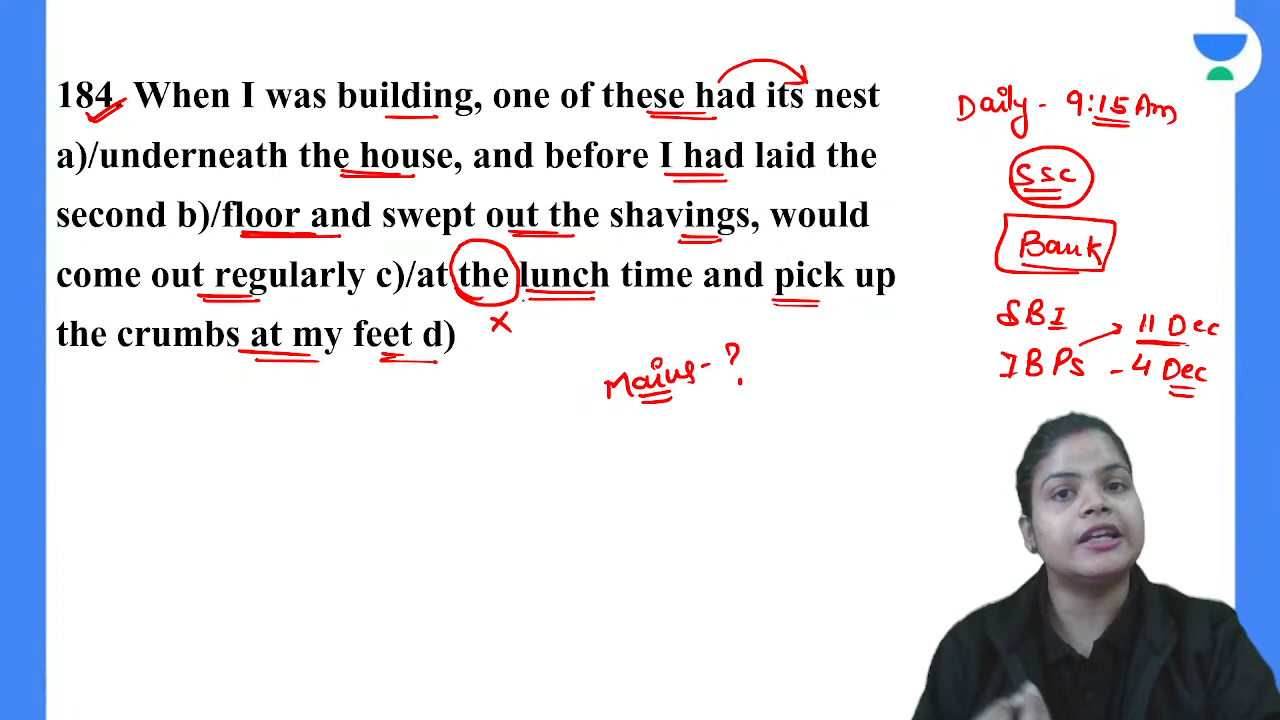 184. When I was building, one of these had its nest
a)/underneath the house, and before I had laid the
second b)/floor and swept out the shavings, would
come out regularly c)/at the lunch time and pick up
the crumbs at my feet d)
x
Mains - ?
Daily - 9:15 Am
SSC
Bank
SBI
11 Dec
IBPS - 4 Dec